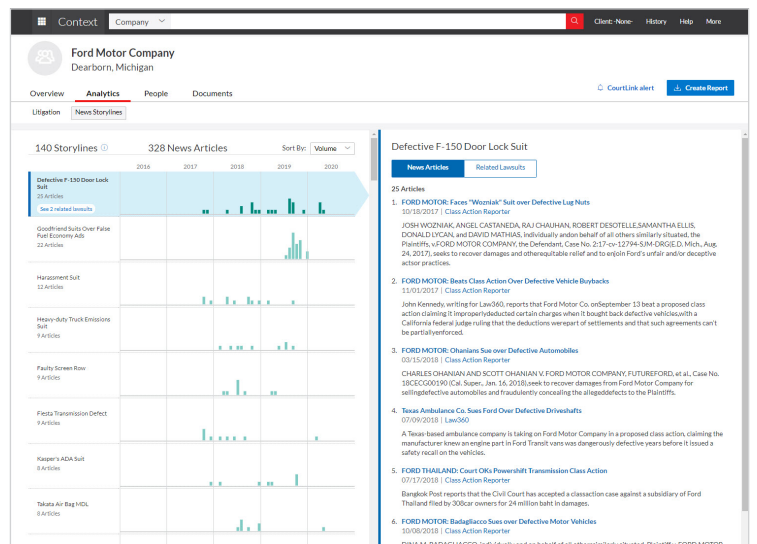 Context
Company
Client: -None-
History
Help
More
Ford Motor Company
Dearborn, Michigan
Overview
Analytics
People
Documents
CourtLink alert
Create Report
Litigation
News Storylines
140 Storylines
328 News Articles
Sort By:
Volume
2016
2017
2018
2019
2020
Defective F-150 Door Lock
Suit
25 Articles
See 2 related lawsuits
Goodfriend Suits Over False
Fuel Economy Ads
22 Articles
Harassment Suit
12 Articles
Heavy-duty Truck Emissions
Suit
9 Articles
Faulty Screen Row
9 Articles
Fiesta Transmission Defect
9 Articles
Kasper's ADA Suit
8 Articles
Takata Air Bag MDL
8 Articles
Defective F-150 Door Lock Suit
News Articles
Related Lawsuits
25 Articles
1. FORD MOTOR: Faces "Wozniak" Suit over Defective Lug Nuts
10/18/2017 | Class Action Reporter
JOSH WOZNIAK, ANGEL CASTANEDA, RAJ CHAUHAN, ROBERT DESOTELLE,SAMANTHA ELLIS,
DONALD LYCAN, and DAVID MATHIAS, individually andon behalf of all others similarly situated, the
Plaintiffs, v.FORD MOTOR COMPANY, the Defendant, Case No. 2:17-cv-12794-SJM-DRG(E.D. Mich., Aug.
24, 2017), seeks to recover damages and otherequitable relief and to enjoin Ford's unfair and/or deceptive
actsor practices.
2. FORD MOTOR: Beats Class Action Over Defective Vehicle Buybacks
11/01/2017 | Class Action Reporter
John Kennedy, writing for Law360, reports that Ford Motor Co. onSeptember 13 beat a proposed class
action claiming it improperlydeducted certain charges when it bought back defective vehicles,with a
California federal judge ruling that the deductions werepart of settlements and that such agreements can't
be partiallyenforced.
3. FORD MOTOR: Ohanians Sue over Defective Automobiles
03/15/2018 | Class Action Reporter
CHARLES OHANIAN AND SCOTT OHANIAN V. FORD MOTOR COMPANY, FUTUREFORD, et al., Case No.
18CECG00190 (Cal. Super., Jan. 16, 2018),seek to recover damages from Ford Motor Company for
sellingdefective automobiles and fraudulently concealing the allegeddefects to the Plaintiffs.
4. Texas Ambulance Co. Sues Ford Over Defective Driveshafts
07/09/2018 | Law360
A Texas-based ambulance company is taking on Ford Motor Company in a proposed class action, claiming the
manufacturer knew an engine part in Ford Transit vans was dangerously defective years before it issued a
safety recall on the vehicles.
5. FORD THAILAND: Court OKs Powershift Transmission Class Action
07/17/2018 | Class Action Reporter
Bangkok Post reports that the Civil Court has accepted a classaction case against a subsidiary of Ford
Thailand filed by 308car owners for 24 million baht in damages.
6. FORD MOTOR: Badagliacco Sues over Defective Motor Vehicles
10/08/2018 | Class Action Reporter